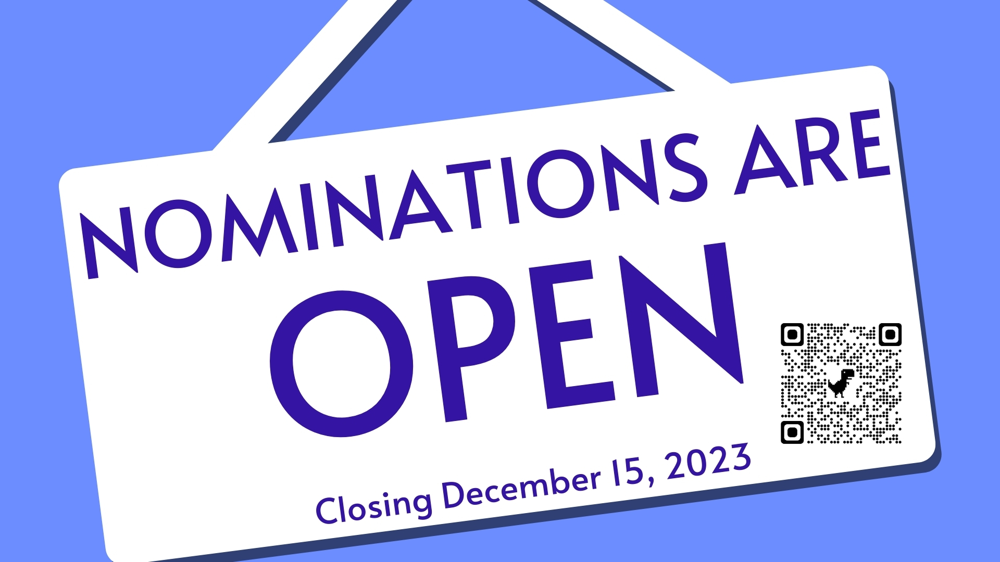 NOMINATIONS ARE
OPEN
Closing December 15, 2023